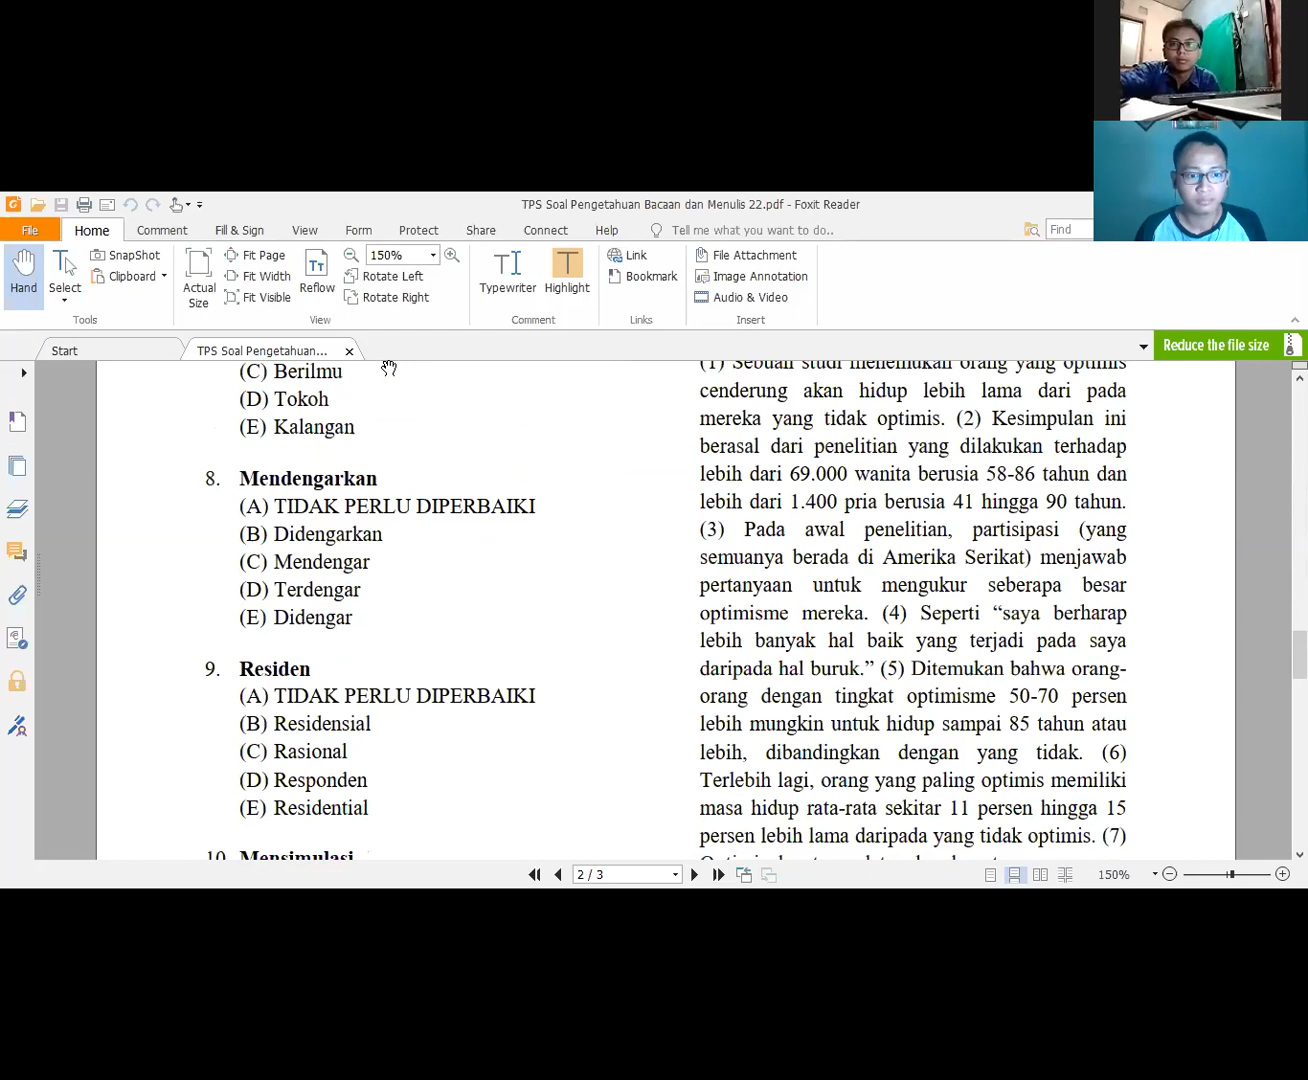 TPS Soal Pengetahuan Bacaan dan Menulis 22.pdf - Foxit Reader
File Home Comment Fill & Sign View Form Protect Share Connect Help Tell me what you want to do.. Find
Hand
Select
SnapShot
Clipboard
Tools
Actual Size
Fit Page
Fit Width
Fit Visible
Reflow
150%
Rotate Left
Rotate Right
View
Typewriter
Highlight
Comment
Link
Bookmark
Links
File Attachment
Image Annotation
Audio & Video
Insert
Start
TPS Soal Pengetahuan...
Reduce the file size
(C) Berilmu
(D) Tokoh
(E) Kalangan
8. Mendengarkan
(A) TIDAK PERLU DIPERBAIKI
(B) Didengarkan
(C) Mendengar
(D) Terdengar
(E) Didengar
9. Residen
(A) TIDAK PERLU DIPERBAIKI
(B) Residensial
(C) Rasional
(D) Responden
(E) Residential
10. Mensimulasi
(1) Sebuah studi menemukan orang yang optimis
cenderung akan hidup lebih lama dari pada
mereka yang tidak optimis. (2) Kesimpulan ini
berasal dari penelitian yang dilakukan terhadap
lebih dari 69.000 wanita berusia 58-86 tahun dan
lebih dari 1.400 pria berusia 41 hingga 90 tahun.
(3) Pada awal penelitian, partisipasi (yang
semuanya berada di Amerika Serikat) menjawab
pertanyaan untuk mengukur seberapa besar
optimisme mereka. (4) Seperti “saya berharap
lebih banyak hal baik yang terjadi pada saya
daripada hal buruk.” (5) Ditemukan bahwa orang-
orang dengan tingkat optimisme 50-70 persen
lebih mungkin untuk hidup sampai 85 tahun atau
lebih, dibandingkan dengan yang tidak. (6)
Terlebih lagi, orang yang paling optimis memiliki
masa hidup rata-rata sekitar 11 persen hingga 15
persen lebih lama daripada yang tidak optimis. (7)
2 / 3
150%